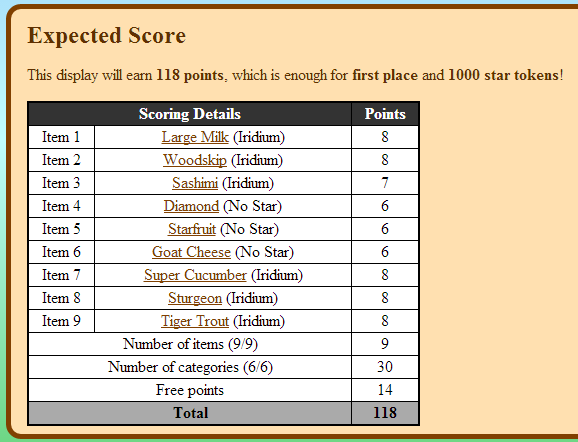 Expected Score
This display will earn 118 points, which is enough for first place and 1000 star tokens!
Scoring Details Points
Item 1 Large Milk (Iridium) 8
Item 2 Woodskip (Iridium) 8
Item 3 Sashimi (Iridium) 7
Item 4 Diamond (No Star) 6
Item 5 Starfruit (No Star) 6
Item 6 Goat Cheese (No Star) 6
Item 7 Super Cucumber (Iridium) 8
Item 8 Sturgeon (Iridium) 8
Item 9 Tiger Trout (Iridium) 8
Number of items (9/9) 9
Number of categories (6/6) 30
Free points 14
Total 118